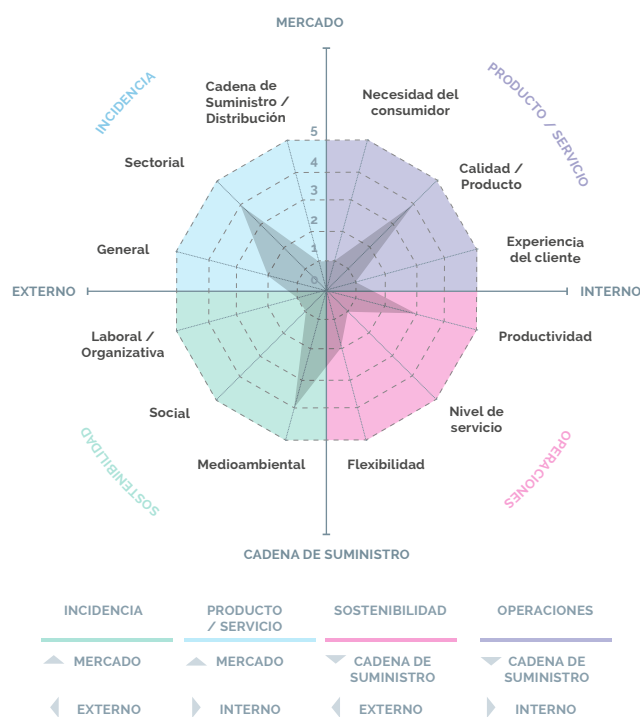 MERCADO
INCIDENCIA
PRODUCTO / SERVICIO
Cadena de
Suministro /
Distribución
Necesidad del
consumidor
5
4
3
2
1
0
Sectorial
Calidad /
Producto
General
Experiencia
del cliente
EXTERNO
INTERNO
Laboral /
Organizativa
Productividad
Social
Nivel de
servicio
Medioambiental
Flexibilidad
SOSTENIBILIDAD
OPERACIONES
CADENA DE SUMINISTRO
INCIDENCIA
PRODUCTO
/ SERVICIO
SOSTENIBILIDAD
OPERACIONES
MERCADO
MERCADO
CADENA DE
SUMINISTRO
CADENA DE
SUMINISTRO
EXTERNO
INTERNO
EXTERNO
INTERNO